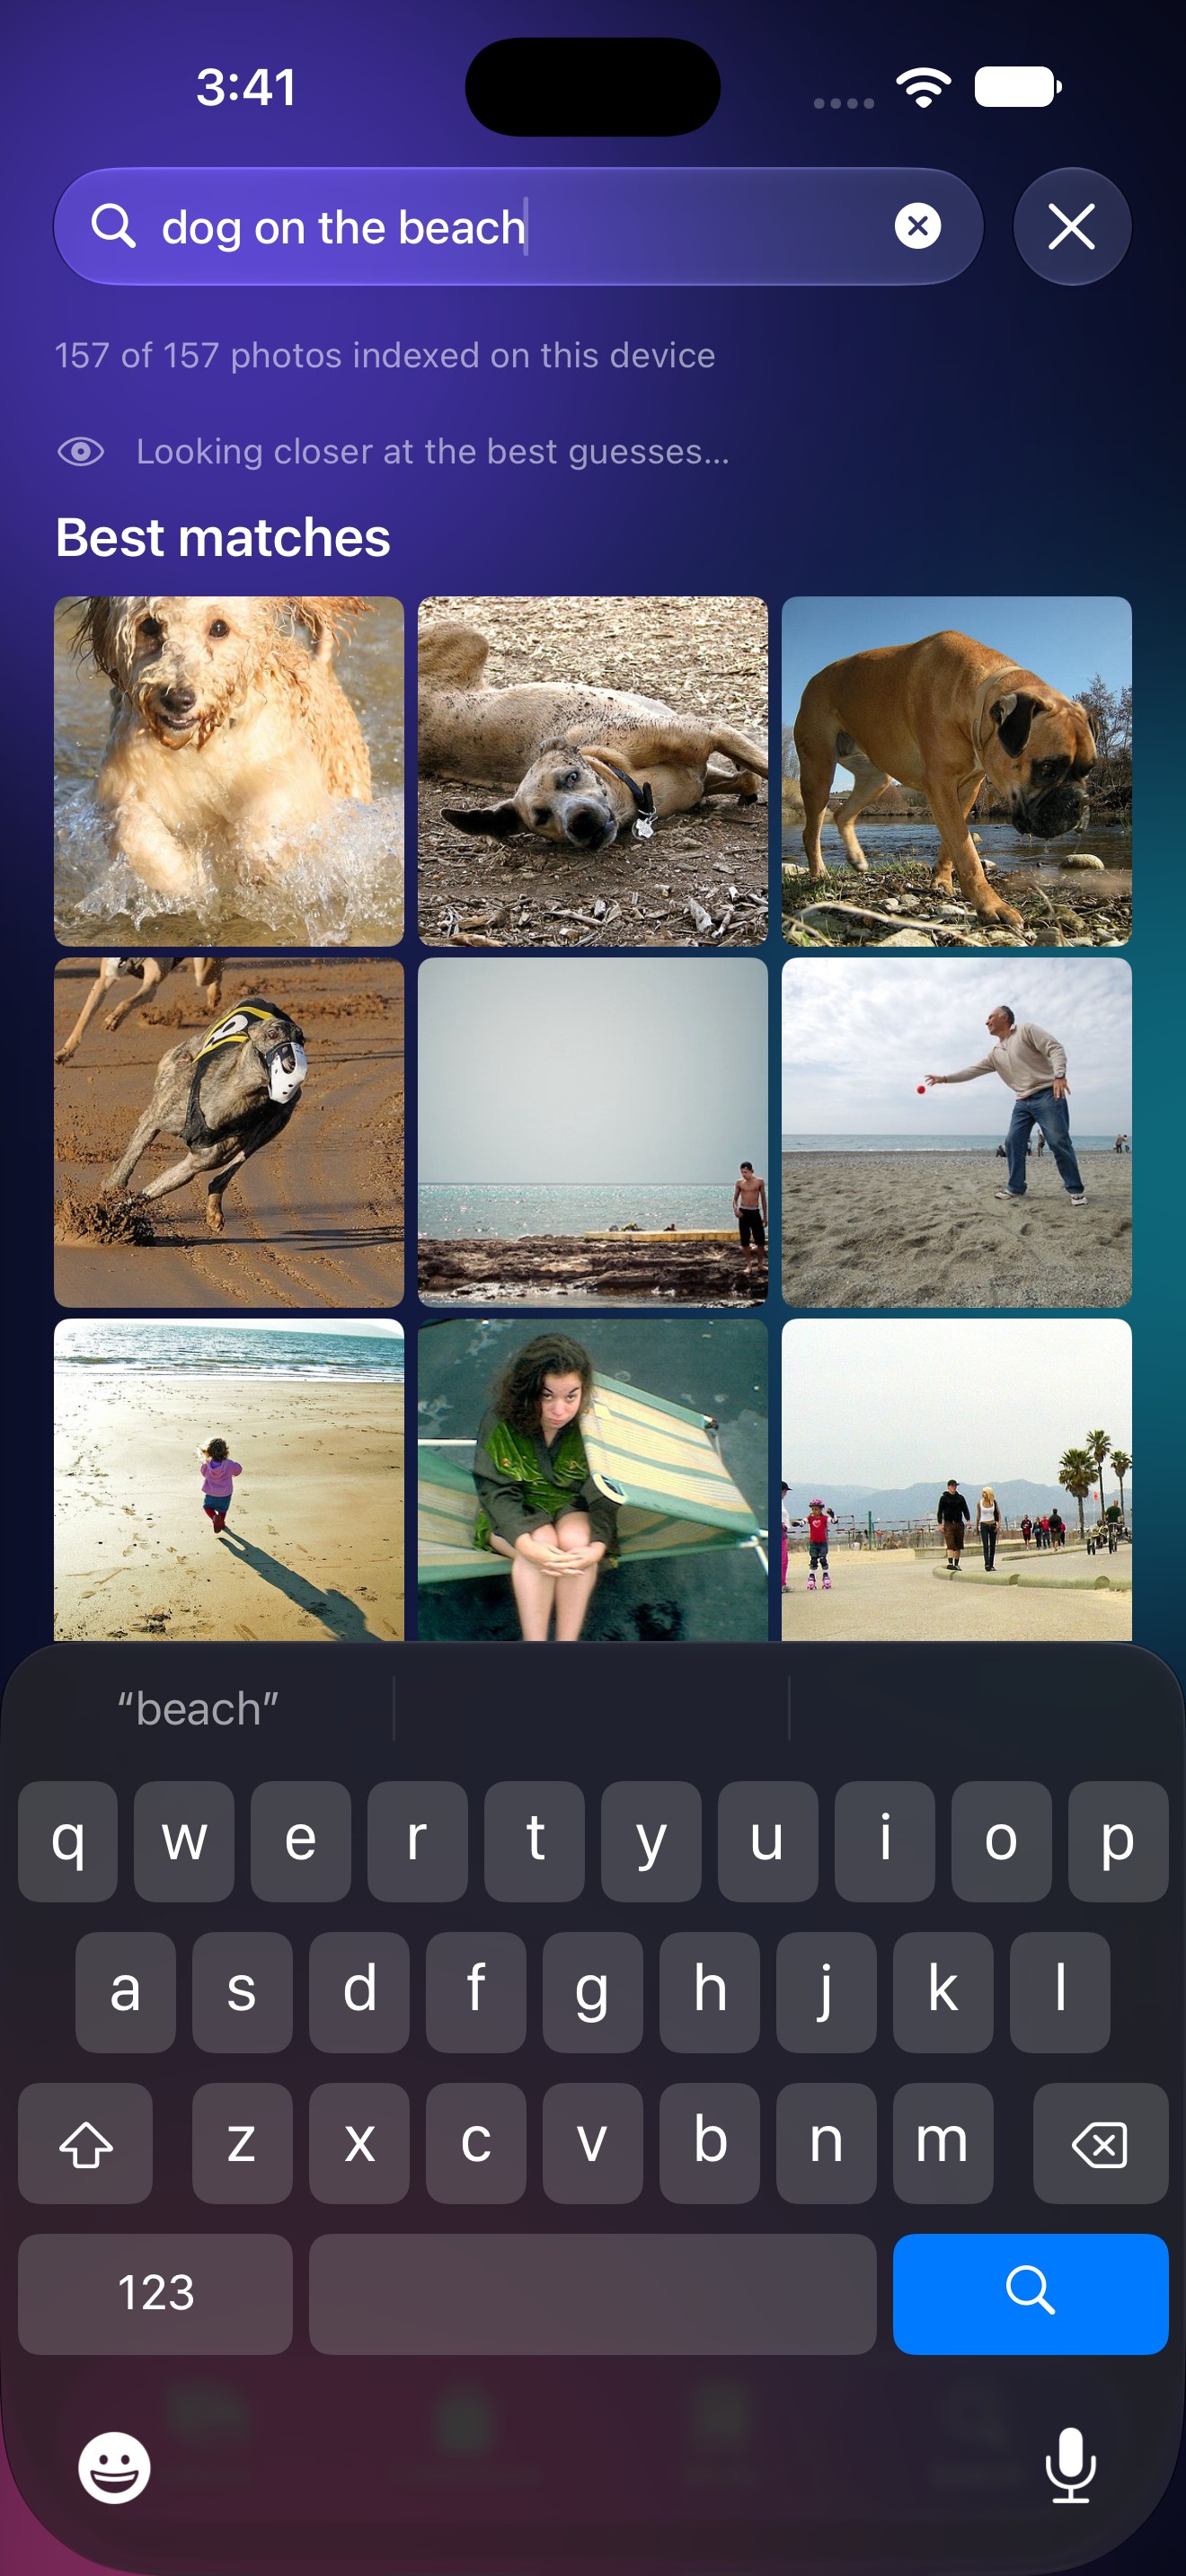 3:41
dog on the beach
157 of 157 photos indexed on this device
Looking closer at the best guesses...
Best matches
“beach”
q w e r t y u i o p
a s d f g h j k l
z x c v b n m
123